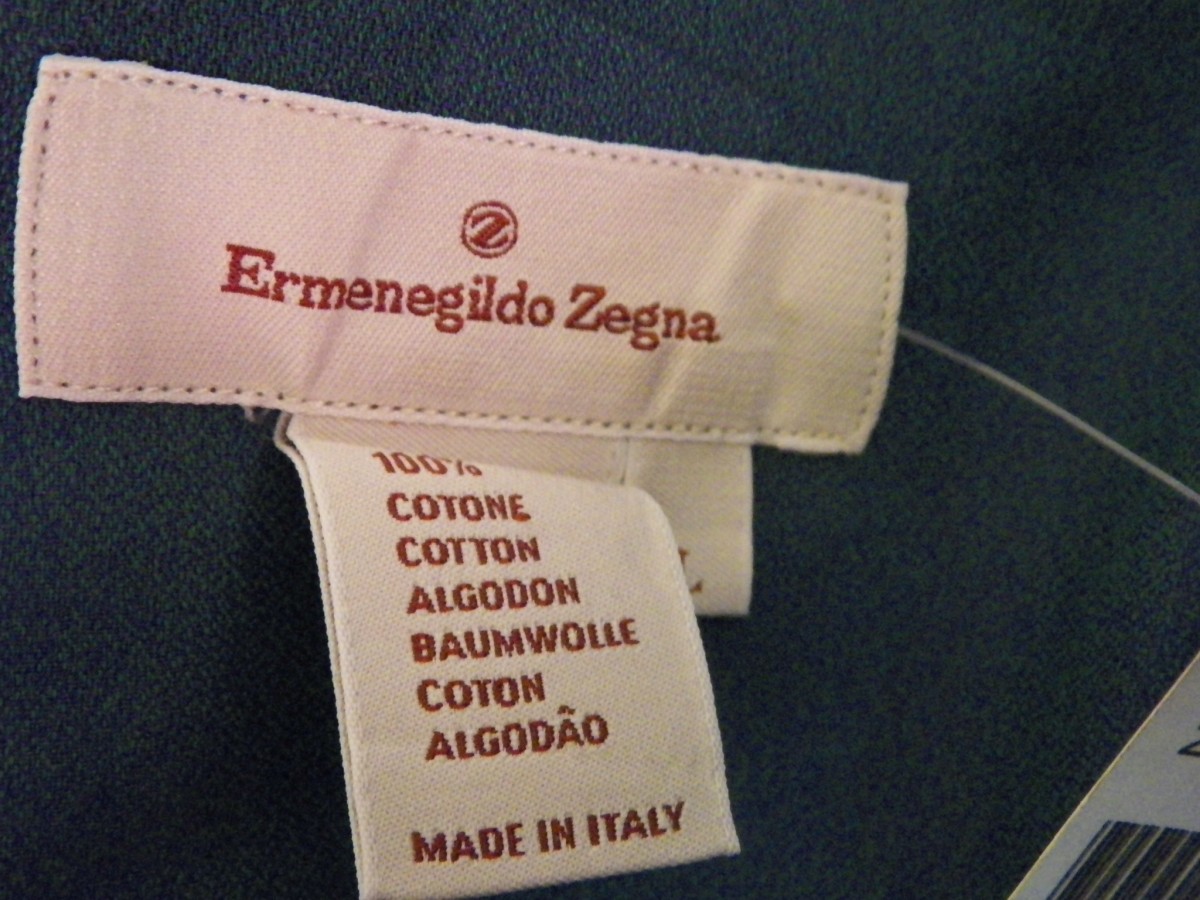 Z
Ermenegildo Zegna
100%
COTONE
COTTON
ALGODON
BAUMWOLLE
COTON
ALGODÃO
MADE IN ITALY
L